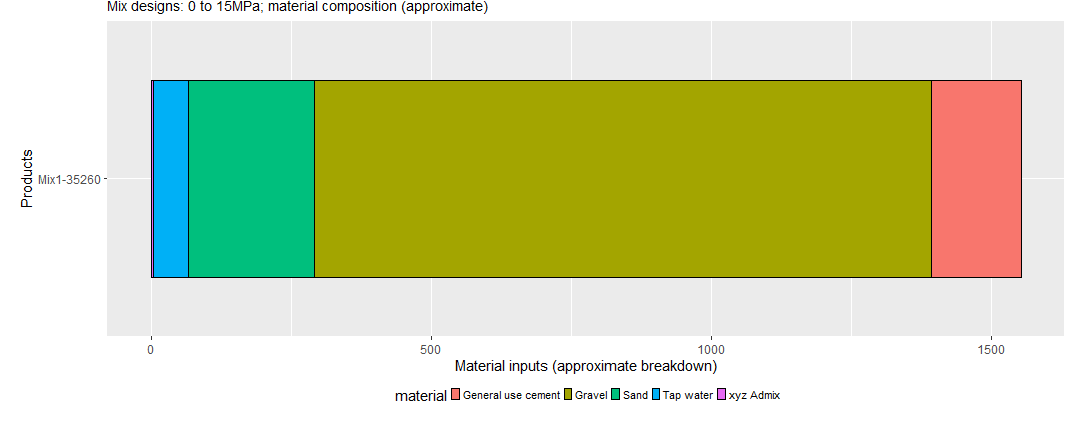 Mix designs: 0 to 15MPa; material composition (approximate)
Products
Mix1-35260
0 500 1000 1500
Material inputs (approximate breakdown)
material General use cement Gravel Sand Tap water xyz Admix